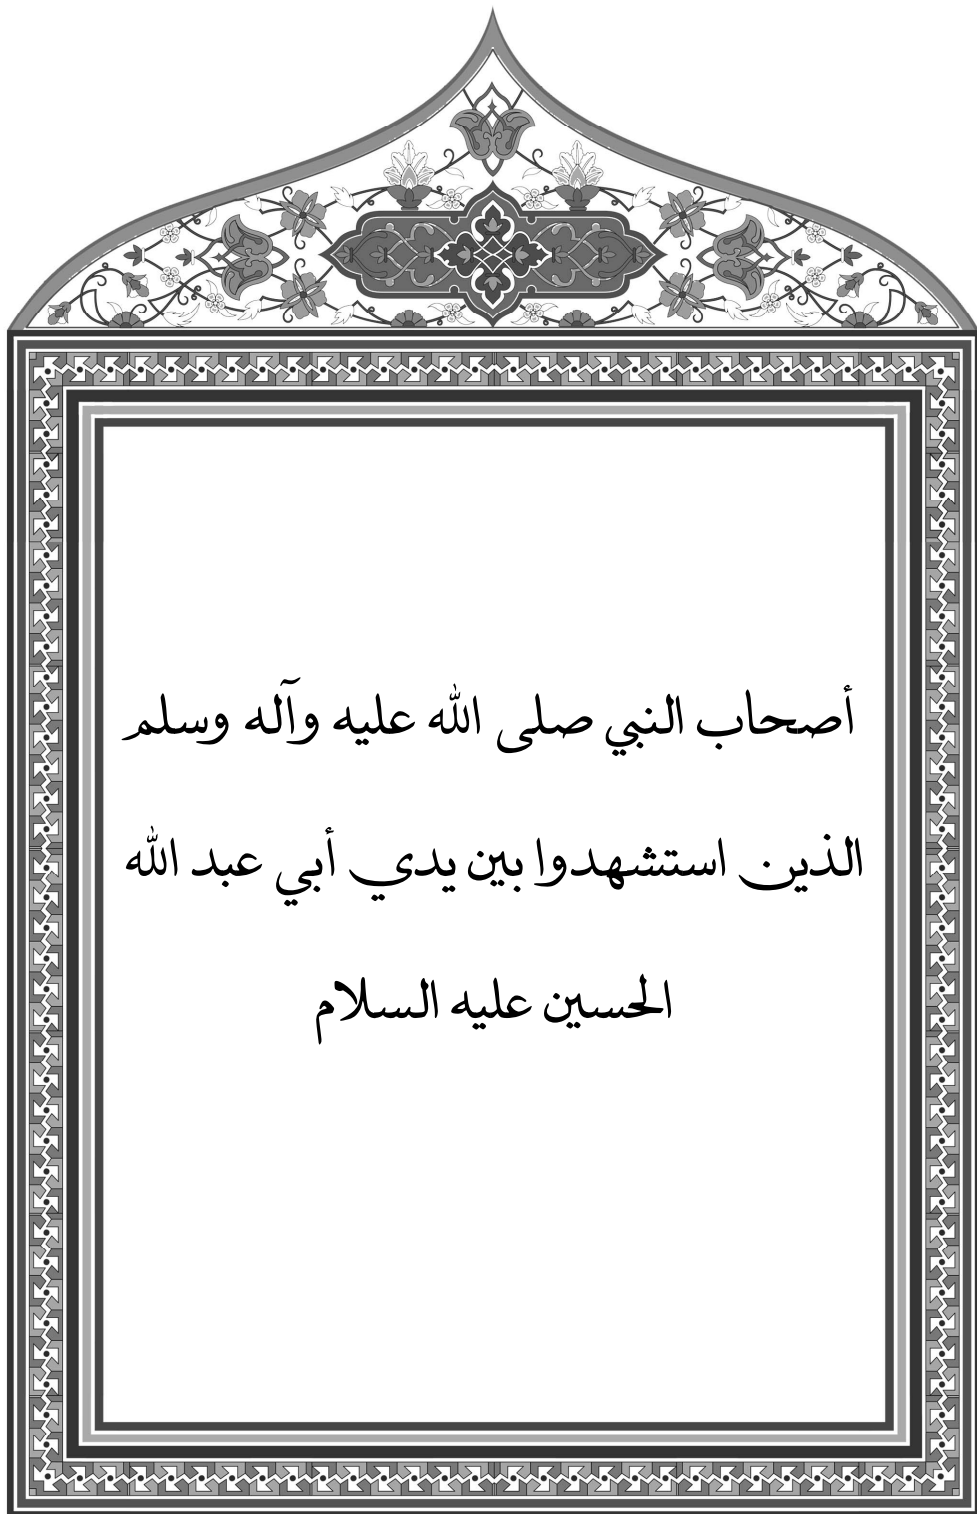 أصحاب النبي صلى الله عليه وآله وسلم
الذين استشهدوا بين يدي أبي عبد الله
الحسين عليه السلام